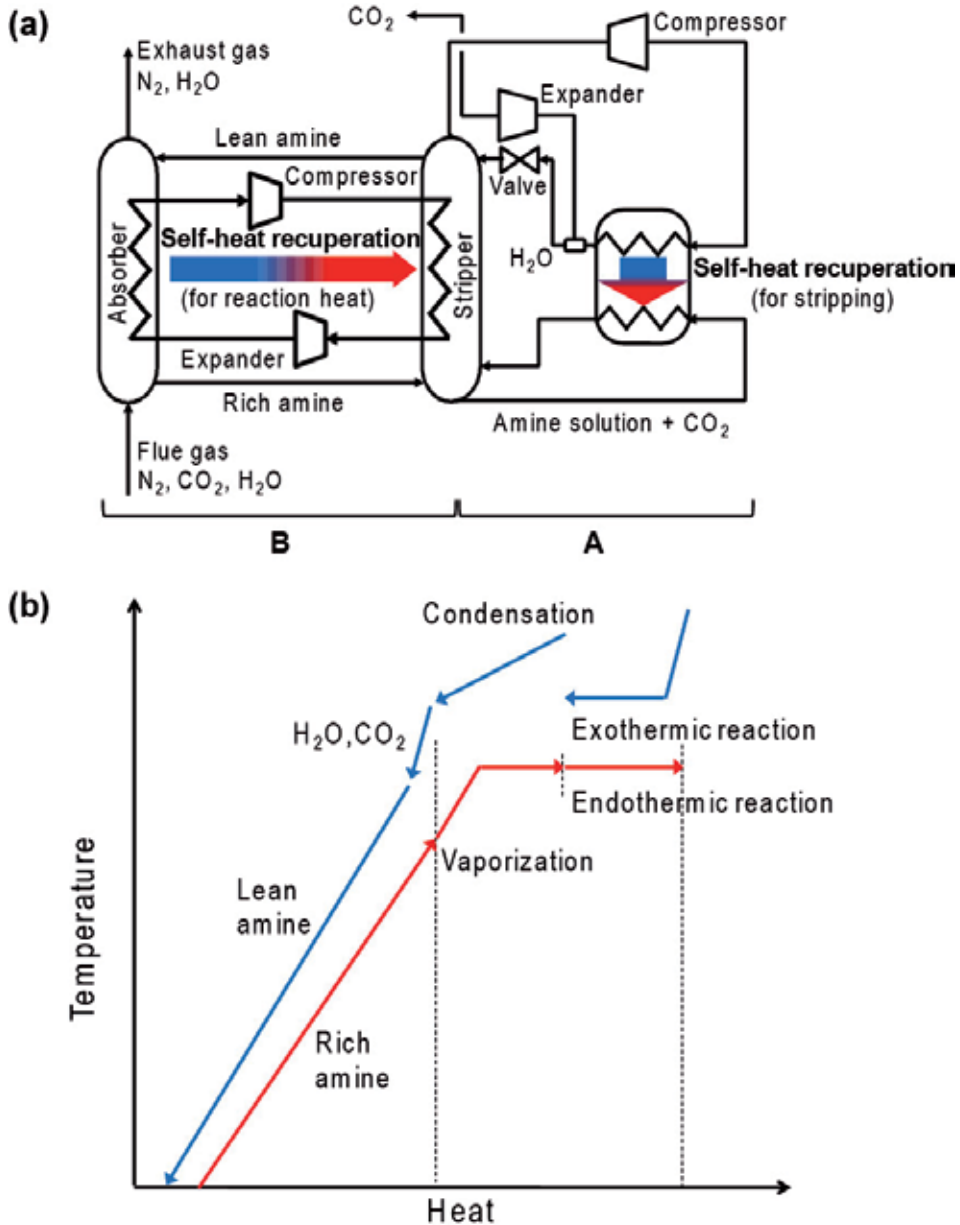 (a)
CO2
Compressor
Exhaust gas
N2, H2O
Expander
Lean amine
Compressor
Valve
Absorber
Self-heat recuperation
(for reaction heat)
Stripper
H2O
Self-heat recuperation
(for stripping)
Expander
Rich amine
Amine solution + CO2
Flue gas
N2, CO2, H2O
B
A
(b)
Condensation
H2O,CO2
Exothermic reaction
Endothermic reaction
Vaporization
Lean
amine
Rich
amine
Temperature
Heat